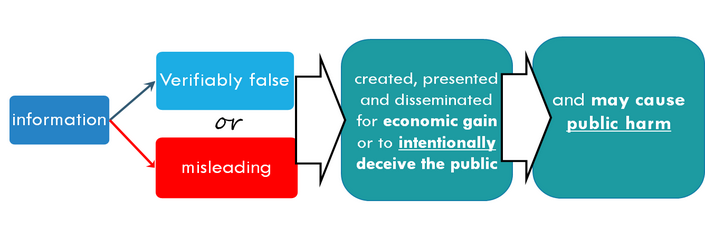 information
Verifiably false
or
misleading
created, presented
and disseminated
for economic gain
or to intentionally
deceive the public
and may cause
public harm